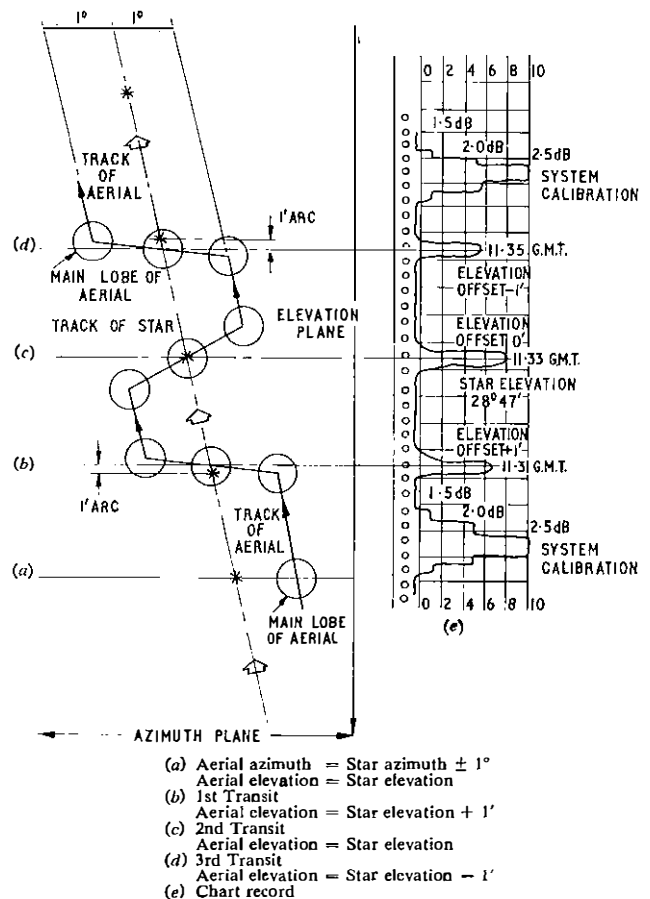 1° 1°
0 2 4 6 8 10
1·5dB
2·0dB
2·5dB
SYSTEM
CALIBRATION
TRACK
OF
AERIAL
1' ARC
(d)
MAIN LOBE OF
AERIAL
11·35 G.M.T.
ELEVATION
OFFSET-1'
TRACK OF STAR
ELEVATION
PLANE
ELEVATION
OFFSET 0'
(c)
11·33 G.M.T.
STAR ELEVATION
28° 47'
ELEVATION
OFFSET+1'
(b)
11·31 G.M.T.
1' ARC
1·5dB
2·0dB
2·5dB
SYSTEM
CALIBRATION
TRACK
OF
AERIAL
(a)
MAIN LOBE
OF AERIAL
0 2 4 6 8 10
(e)
AZIMUTH PLANE
(a) Aerial azimuth = Star azimuth ± 1°
Aerial elevation = Star elevation
(b) 1st Transit
Aerial elevation = Star elevation + 1'
(c) 2nd Transit
Aerial elevation = Star elevation
(d) 3rd Transit
Aerial elevation = Star elevation − 1'
(e) Chart record